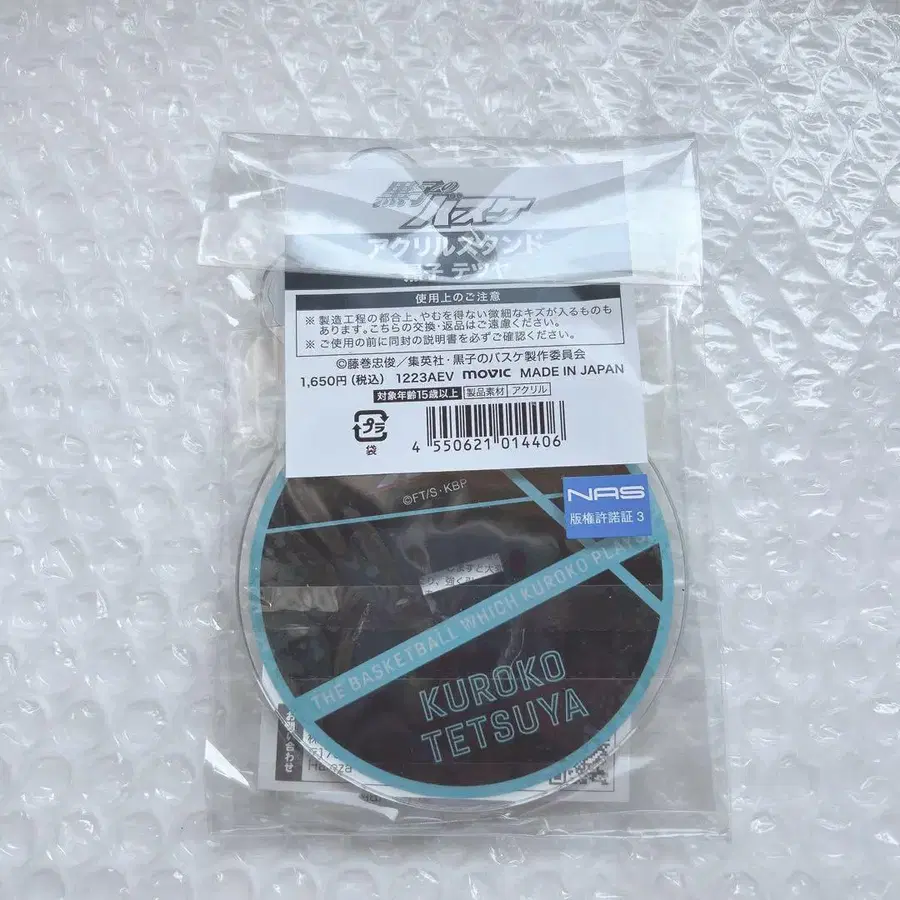 黒子の
バスケ
アクリルスタンド
黒子 テツヤ
使用上のご注意
※ 製造工程の都合上、やむを得ない微細なキズが入るものも
あります。こちらの交換・返品はご遠慮ください。
※ ご使用の前に同封の説明書を必ずご確認ください。
©藤巻忠俊／集英社・黒子のバスケ製作委員会
1,650円（税込） 1223AEV movic MADE IN JAPAN
対象年齢15歳以上 製品素材 アクリル
プラ
袋
4 550621 014406
©FT/S・KBP
NAS
版権許諾証 3
THE BASKETBALL WHICH KUROKO PLAYS
KUROKO
TETSUYA
お問い合わせ